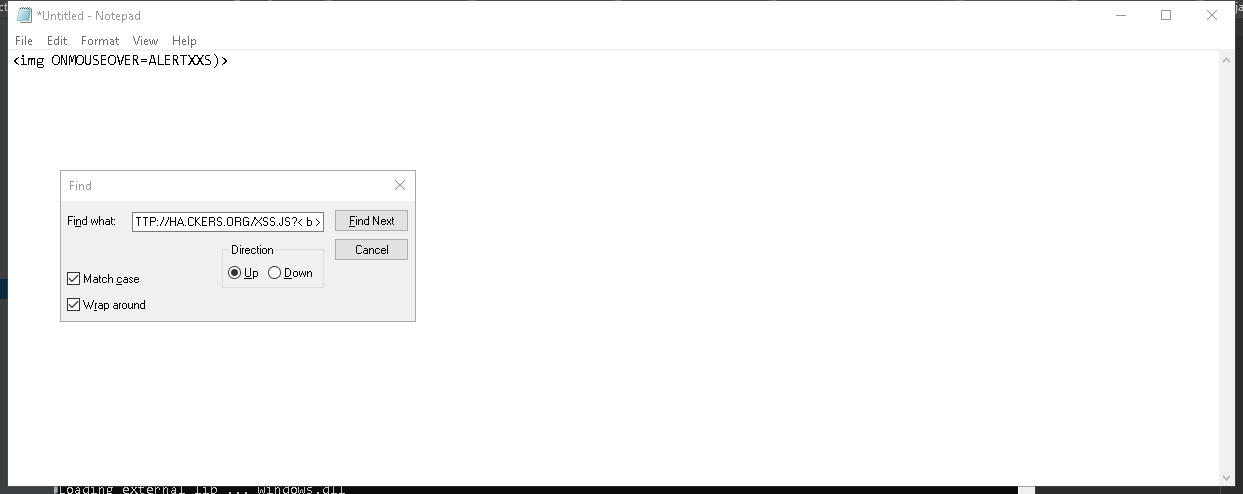 *Untitled - Notepad
File Edit Format View Help
<img ONMOUSEOVER=ALERTXXS)>
Find
Find what: TTP://HA.CKERS.ORG/XSS.JS?< b > Find Next
Direction Cancel
Up Down
Match case
Wrap around
Loading external lib ... windows.dll